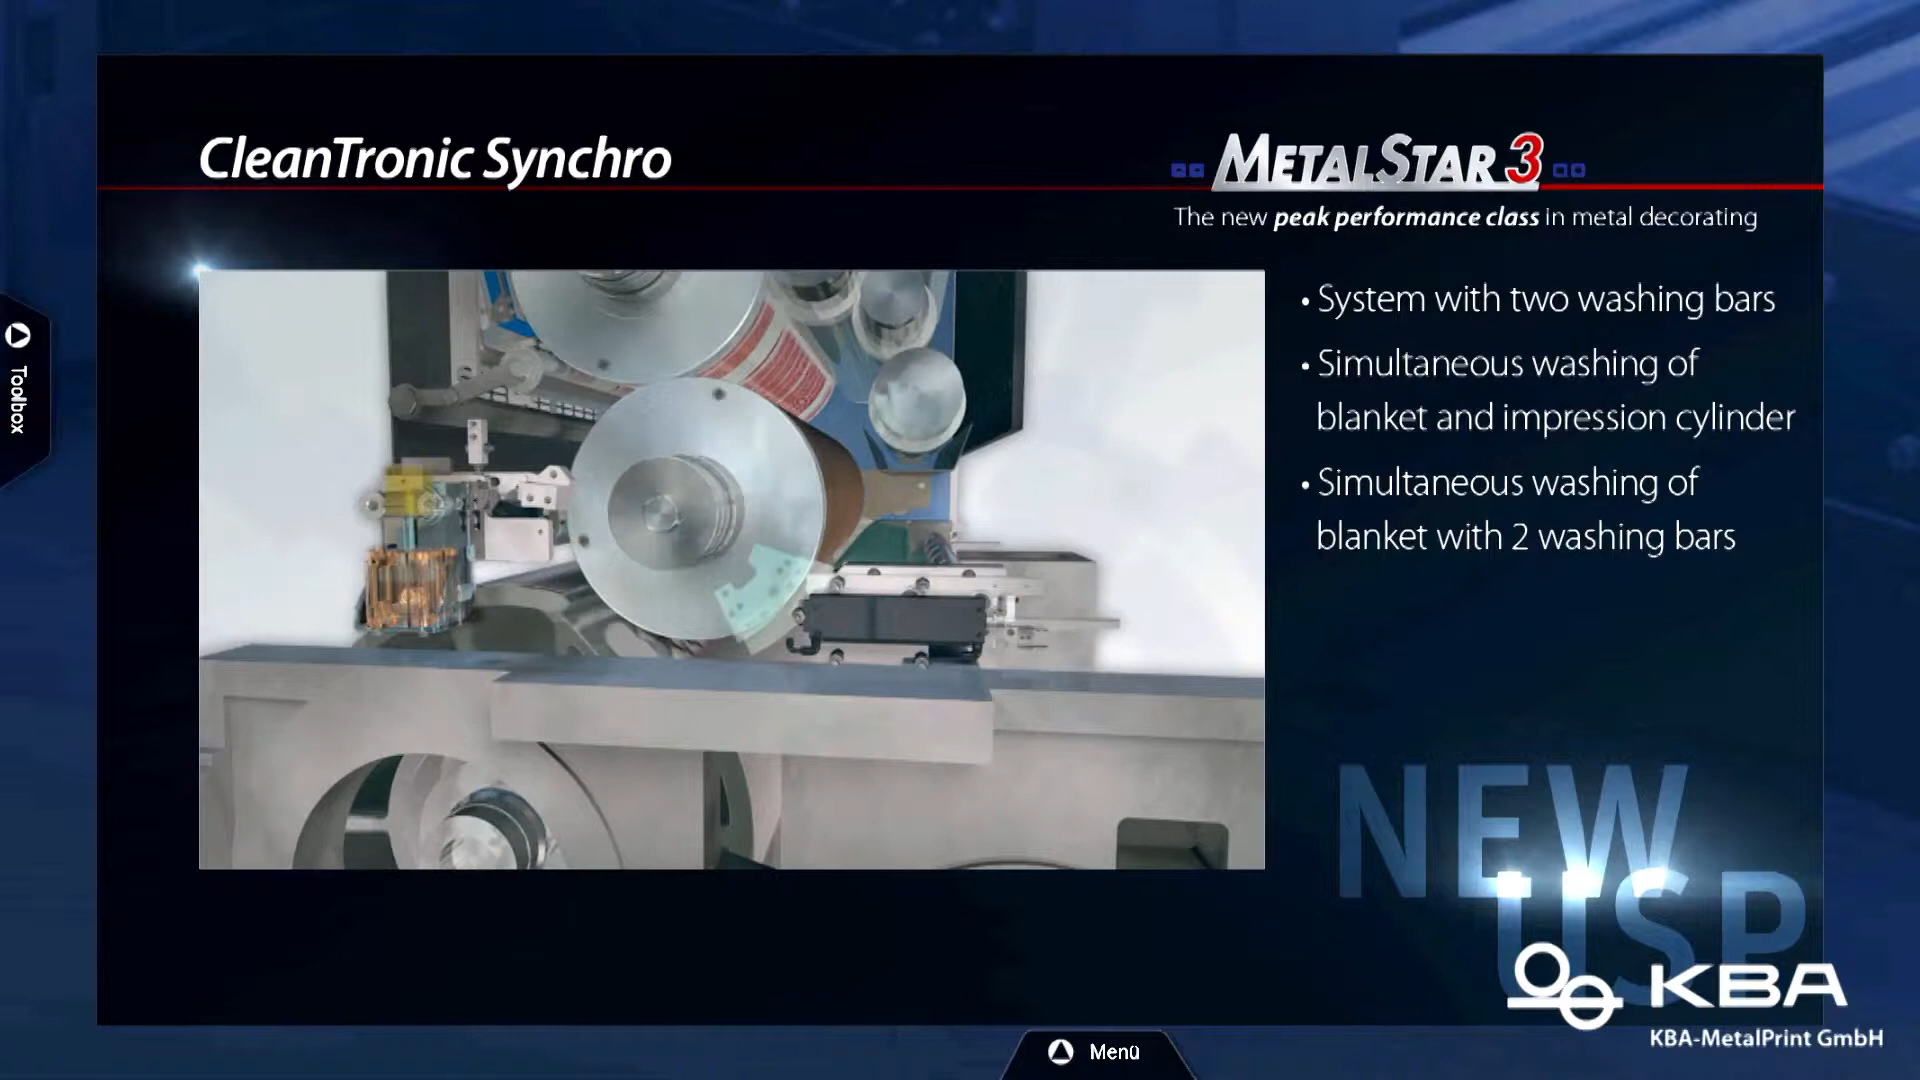 CleanTronic Synchro
METALSTAR 3
The new peak performance class in metal decorating
• System with two washing bars
• Simultaneous washing of
blanket and impression cylinder
• Simultaneous washing of
blanket with 2 washing bars
Toolbox
NEW
USP
KBA
KBA-MetalPrint GmbH
Menü